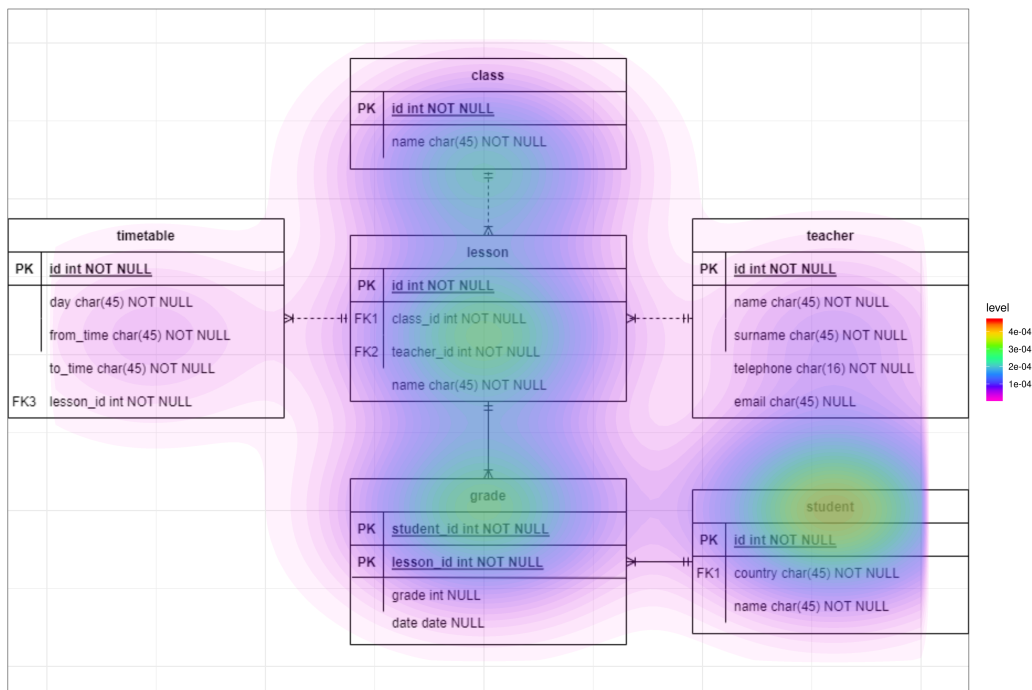 class
PK id int NOT NULL
name char(45) NOT NULL
timetable
PK id int NOT NULL
day char(45) NOT NULL
from_time char(45) NOT NULL
to_time char(45) NOT NULL
FK3 lesson_id int NOT NULL
lesson
PK id int NOT NULL
FK1 class_id int NOT NULL
FK2 teacher_id int NOT NULL
name char(45) NOT NULL
teacher
PK id int NOT NULL
name char(45) NOT NULL
surname char(45) NOT NULL
telephone char(16) NOT NULL
email char(45) NULL
grade
PK student_id int NOT NULL
PK lesson_id int NOT NULL
grade int NULL
date date NULL
student
PK id int NOT NULL
FK1 country char(45) NOT NULL
name char(45) NOT NULL
level
4e-04
3e-04
2e-04
1e-04